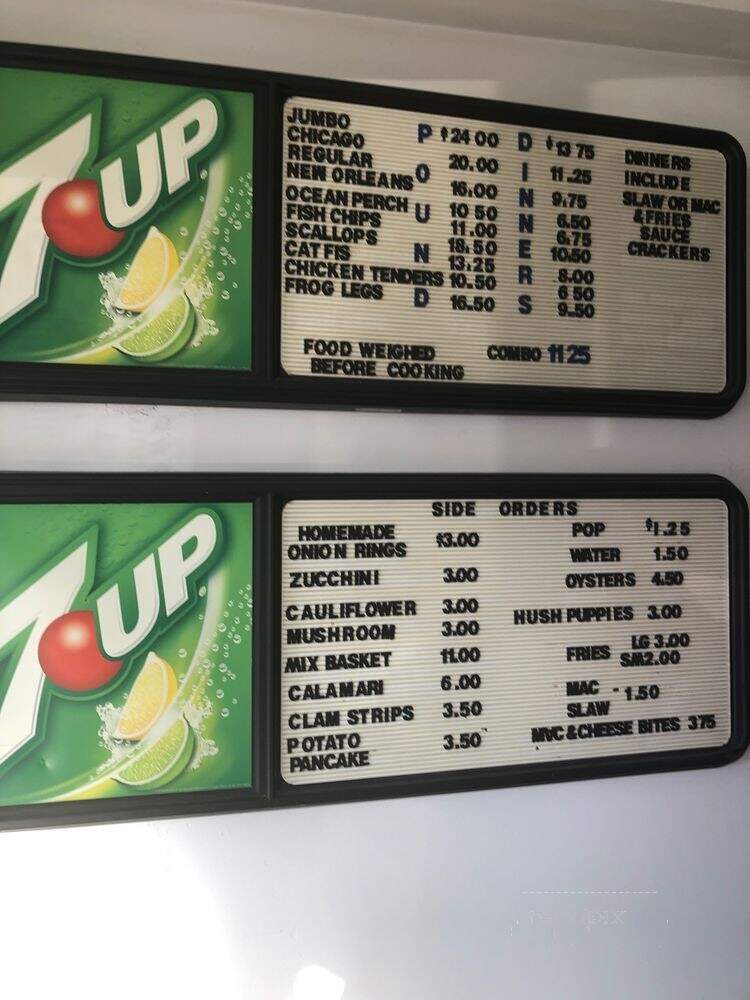 7UP
JUMBO
CHICAGO
REGULAR
NEW ORLEANS
OCEAN PERCH
FISH CHIPS
SCALLOPS
CATFIS
CHICKEN TENDERS
FROG LEGS
POUND
$24 00
20.00
16.00
10 50
11.00
18.50
13.25
10.50
16.50
DINNERS
$13 75
11.25
9.75
6.50
6.75
10.50
8.00
6 50
9.50
DINNERS
INCLUDE
SLAW OR MAC
& FRIES
SAUCE
CRACKERS
FOOD WEIGHED
BEFORE COOKING
COMBO 11 25
7UP
SIDE ORDERS
HOMEMADE
ONION RINGS $3.00
ZUCCHINI 3.00
CAULIFLOWER 3.00
MUSHROOM 3.00
MIX BASKET 11.00
CALAMARI 6.00
CLAM STRIPS 3.50
POTATO
PANCAKE 3.50
POP $1.25
WATER 1.50
OYSTERS 4.50
HUSH PUPPIES 3.00
FRIES LG 3.00
SM2.00
MAC - 1.50
SLAW
MAC & CHEESE BITES 3.75